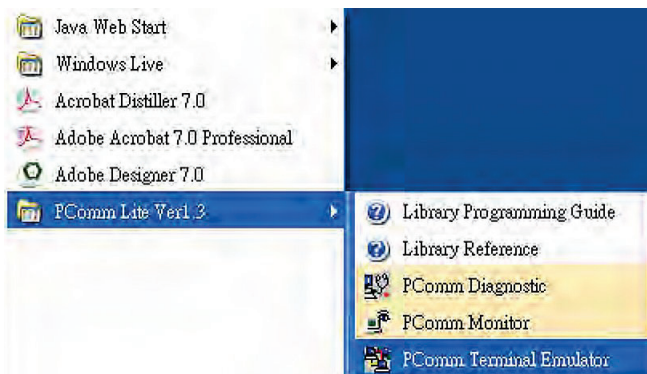 Java Web Start
Windows Live
Acrobat Distiller 7.0
Adobe Acrobat 7.0 Professional
Adobe Designer 7.0
PComm Lite Ver1.3
Library Programming Guide
Library Reference
PComm Diagnostic
PComm Monitor
PComm Terminal Emulator